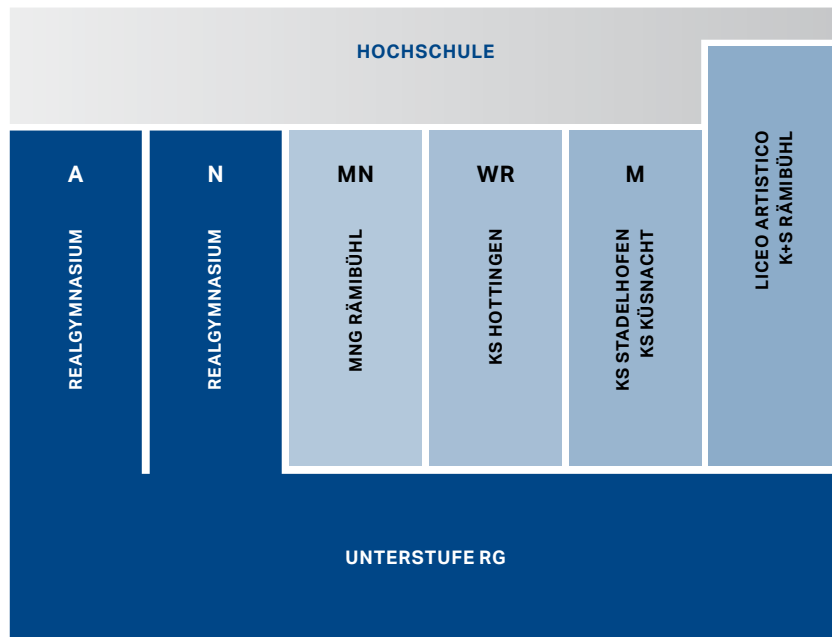 HOCHSCHULE
A
REALGYMNASIUM
N
REALGYMNASIUM
MN
MNG RÄMIBÜHL
WR
KS HOTTINGEN
M
KS STADELHOFEN
KS KÜSNACHT
LICEO ARTISTICO
K+S RÄMIBÜHL
UNTERSTUFE RG